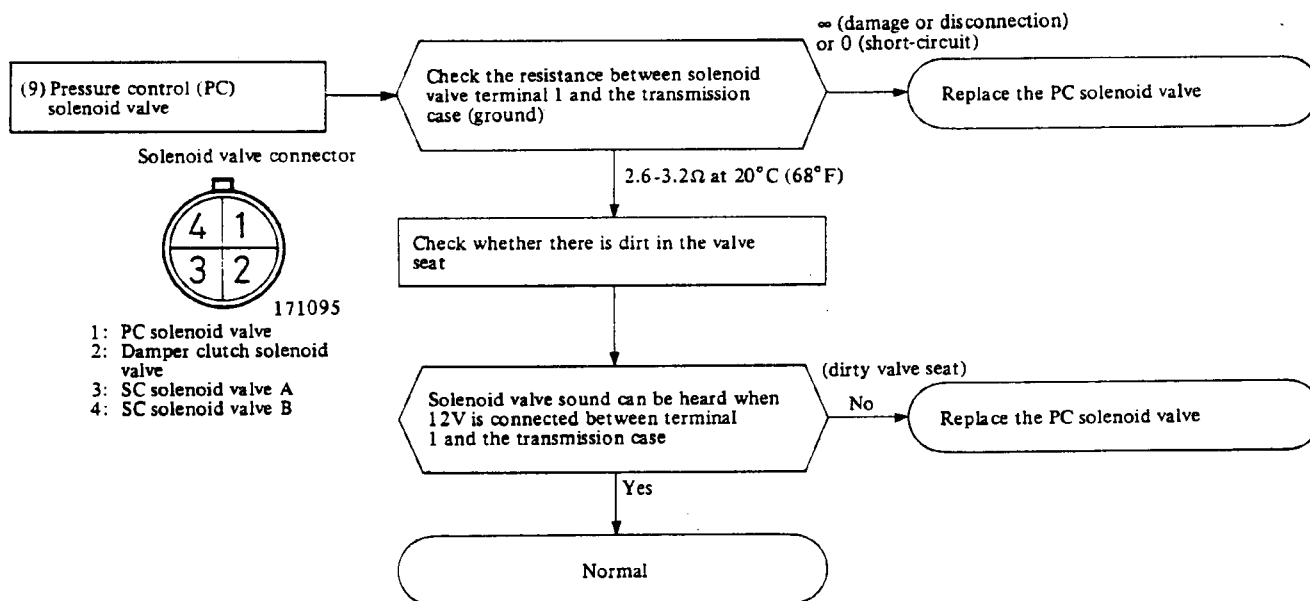 (9) Pressure control (PC)
solenoid valve
Check the resistance between solenoid
valve terminal 1 and the transmission
case (ground)
∞ (damage or disconnection)
or 0 (short-circuit)
Replace the PC solenoid valve
2.6-3.2Ω at 20°C (68°F)
Solenoid valve connector
4 1
3 2
171095
1: PC solenoid valve
2: Damper clutch solenoid
valve
3: SC solenoid valve A
4: SC solenoid valve B
Check whether there is dirt in the valve
seat
Solenoid valve sound can be heard when
12V is connected between terminal
1 and the transmission case
(dirty valve seat)
No
Replace the PC solenoid valve
Yes
Normal